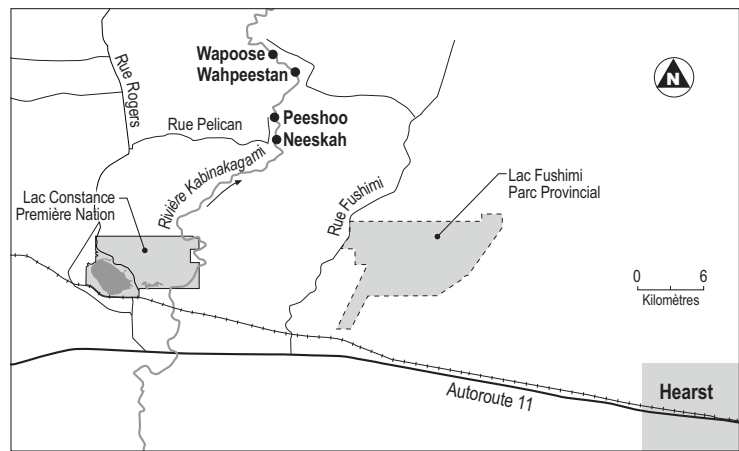 Wapoose
Wahpeestan
N
Rue Rogers
Peeshoo
Rue Pelican
Neeskah
Lac Constance
Première Nation
Rivière Kabinakagami
Rue Fushimi
Lac Fushimi
Parc Provincial
0 6
Kilomètres
Autoroute 11
Hearst